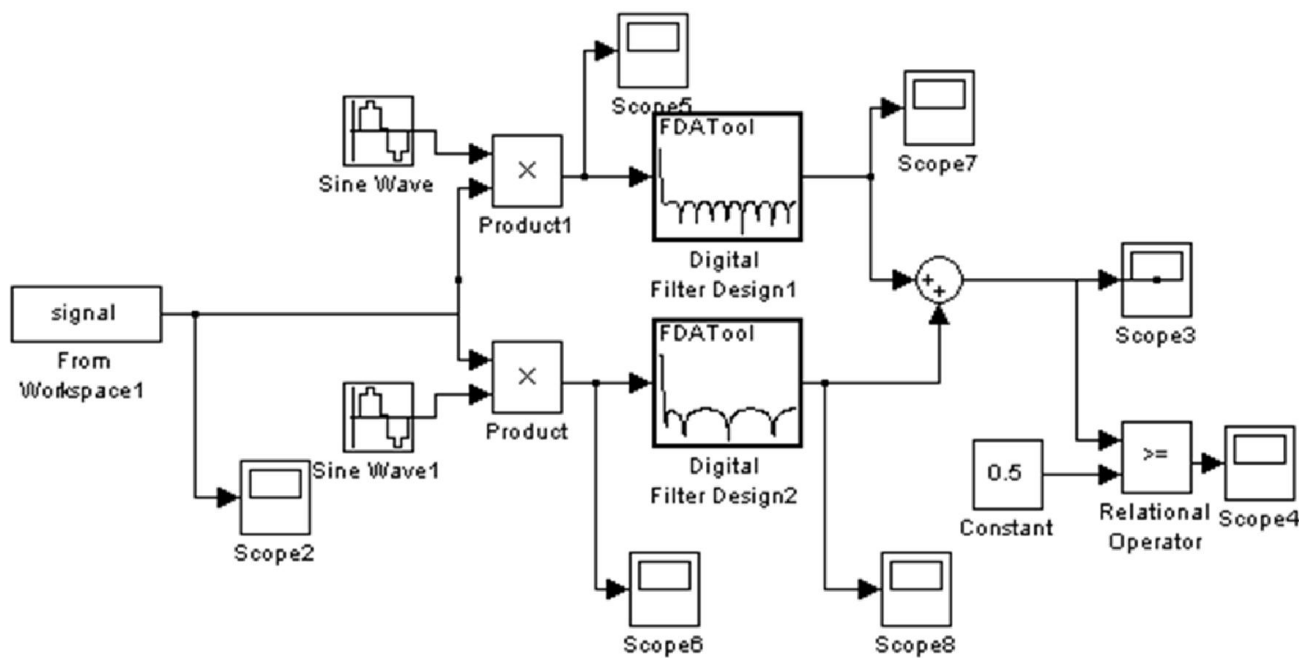 Scope5
FDATool
Scope7
Sine Wave
×
Product1
Digital
Filter Design1
signal
From
Workspace1
+
+
Scope3
FDATool
×
Product
Sine Wave1
Digital
Filter Design2
0.5
Constant
>=
Relational
Operator
Scope4
Scope2
Scope6
Scope8